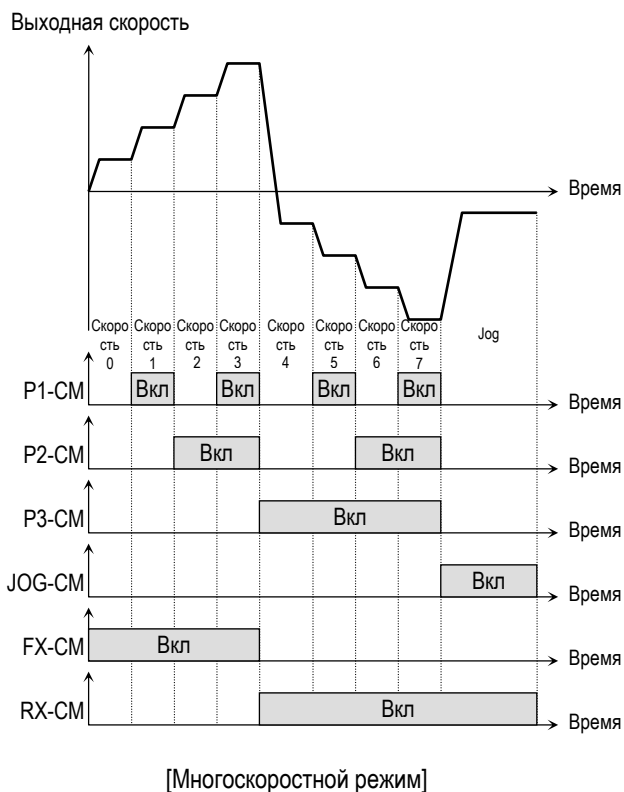 Выходная скорость
Время
Скоро Скоро Скоро Скоро Скоро Скоро Скоро Скоро
сть сть сть сть сть сть сть сть
0 1 2 3 4 5 6 7
Jog
P1-CM Вкл Вкл Вкл Вкл Время
P2-CM Вкл Вкл Время
P3-CM Вкл Время
JOG-CM Вкл Время
FX-CM Вкл Время
RX-CM Вкл Время
[Многоскоростной режим]